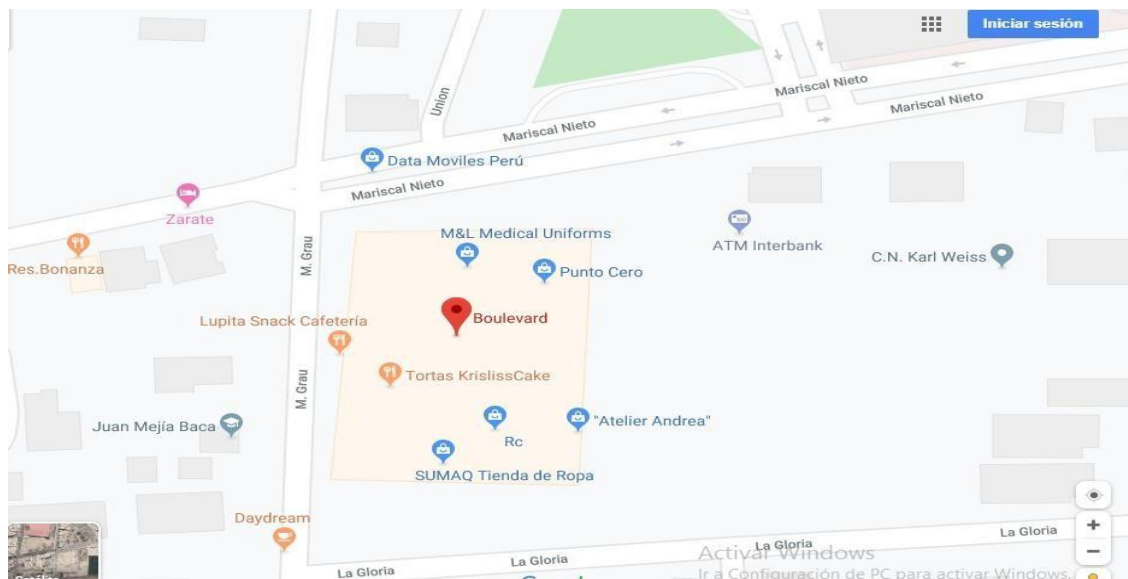 Iniciar sesión
Union
Mariscal Nieto
Mariscal Nieto
Mariscal Nieto
Data Moviles Perú
Mariscal Nieto
Zarate
M&L Medical Uniforms
ATM Interbank
M. Grau
C.N. Karl Weiss
Res.Bonanza
Punto Cero
Lupita Snack Cafetería
Boulevard
Tortas KrislissCake
M. Grau
Juan Mejía Baca
"Atelier Andrea"
Rc
SUMAQ Tienda de Ropa
Daydream
La Gloria
La Gloria
La Gloria
La Gloria
Activar Windows
Ir a Configuración de PC para activar Windows.